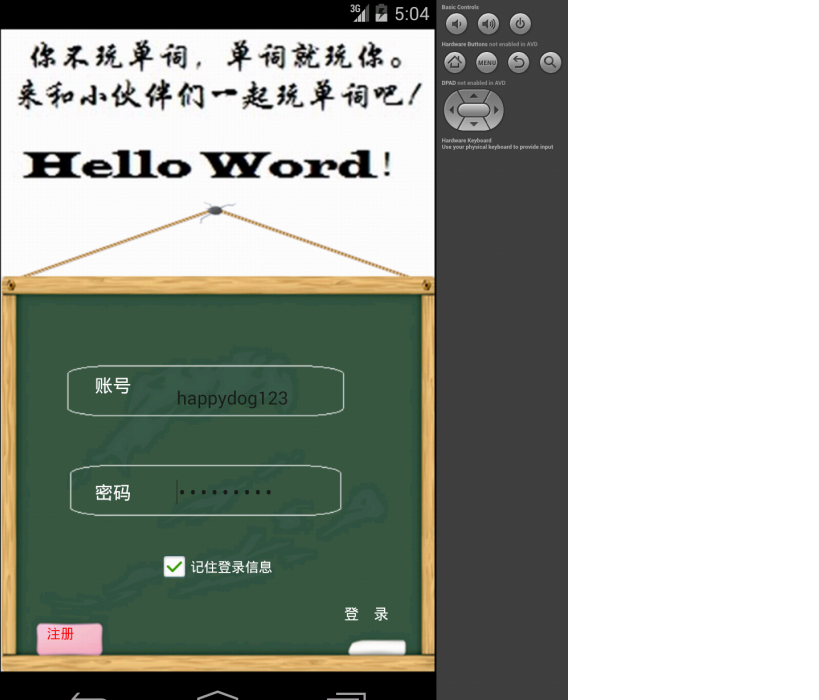 3G 5:04
你不玩单词，单词就玩你。
来和小伙伴们一起玩单词吧！
Hello Word!
账号
happydog123
密码
•••••••••
记住登录信息
登 录
注册
Basic Controls
Hardware Buttons not enabled in AVD
MENU
DPAD not enabled in AVD
Hardware Keyboard
Use your physical keyboard to provide input